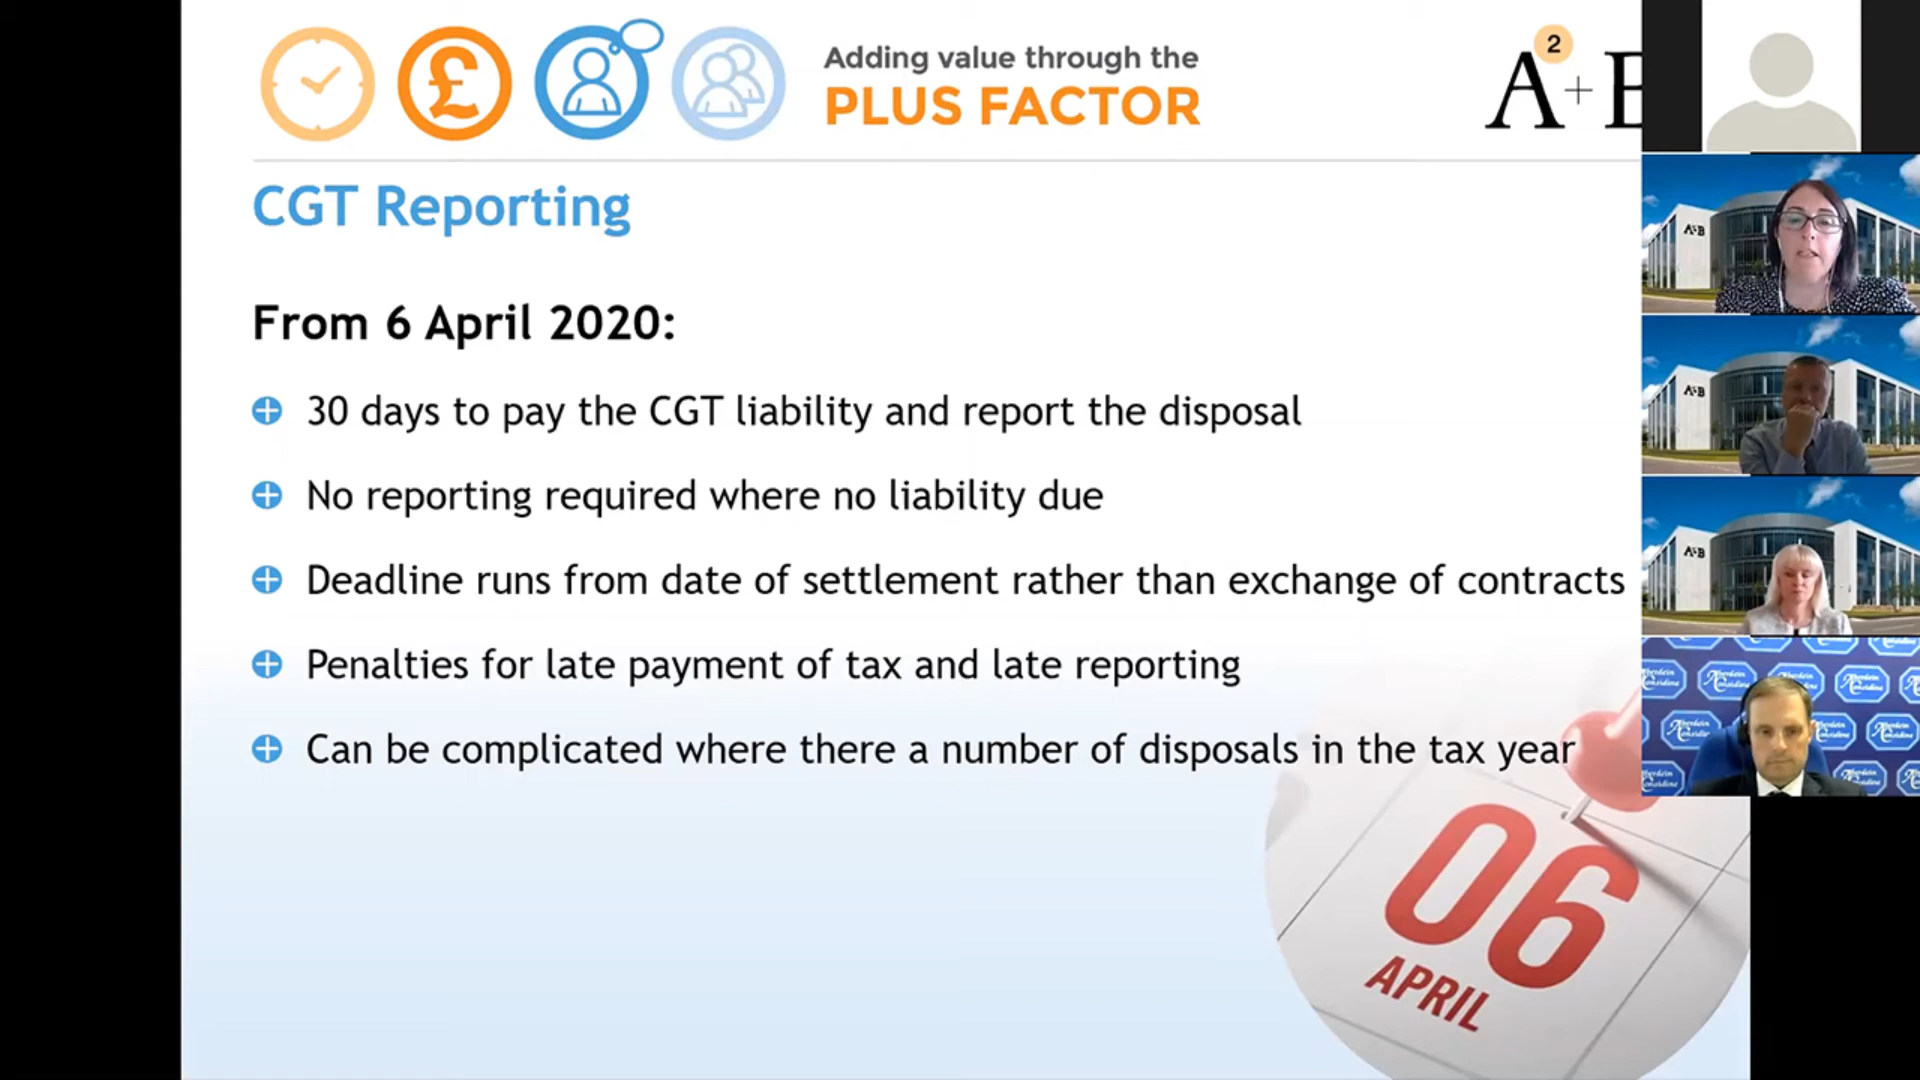 Adding value through the
PLUS FACTOR
A2+B
CGT Reporting
From 6 April 2020:
30 days to pay the CGT liability and report the disposal
No reporting required where no liability due
Deadline runs from date of settlement rather than exchange of contracts
Penalties for late payment of tax and late reporting
Can be complicated where there a number of disposals in the tax year
06
APRIL
A+B
A+B
A+B
Aberdein
Considine